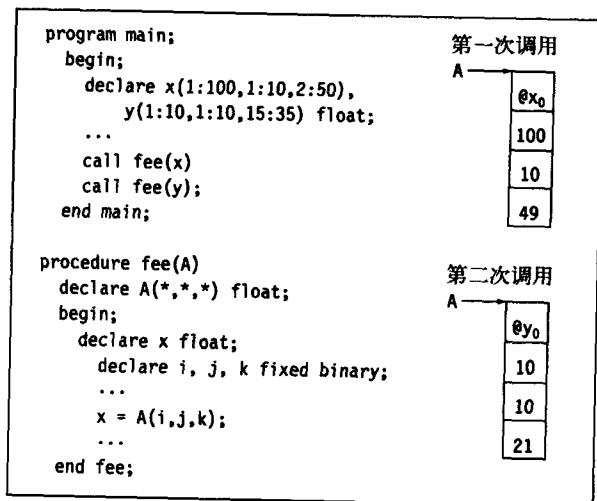 program main;
begin;
declare x(1:100,1:10,2:50),
y(1:10,1:10,15:35) float;
...
call fee(x)
call fee(y);
end main;
procedure fee(A)
declare A(*,*,*) float;
begin;
declare x float;
declare i, j, k fixed binary;
...
x = A(i,j,k);
...
end fee;
第一次调用
A
@x₀
100
10
49
第二次调用
A
@y₀
10
10
21